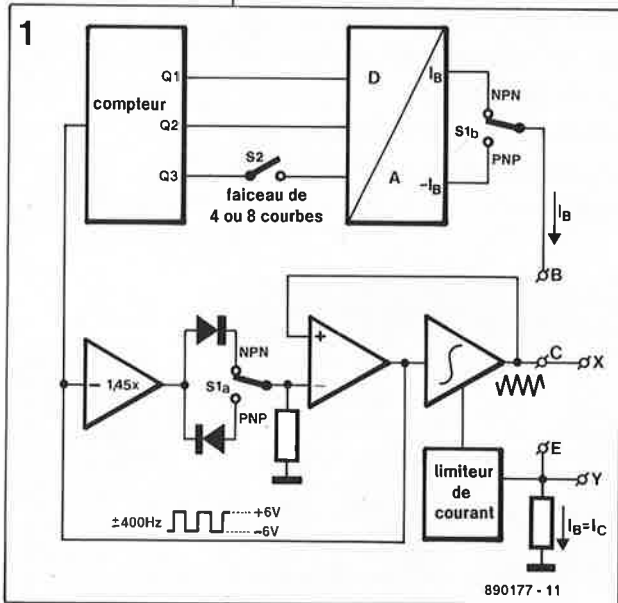 1
compteur
Q1
Q2
Q3
S2
faiceau de
4 ou 8 courbes
D
A
I_B
-I_B
NPN
S1b
PNP
I_B
B
- 1,45x
NPN
S1a
PNP
+
-
C
X
E
Y
limiteur
de
courant
I_B=I_C
±400Hz
+6V
-6V
890177 - 11